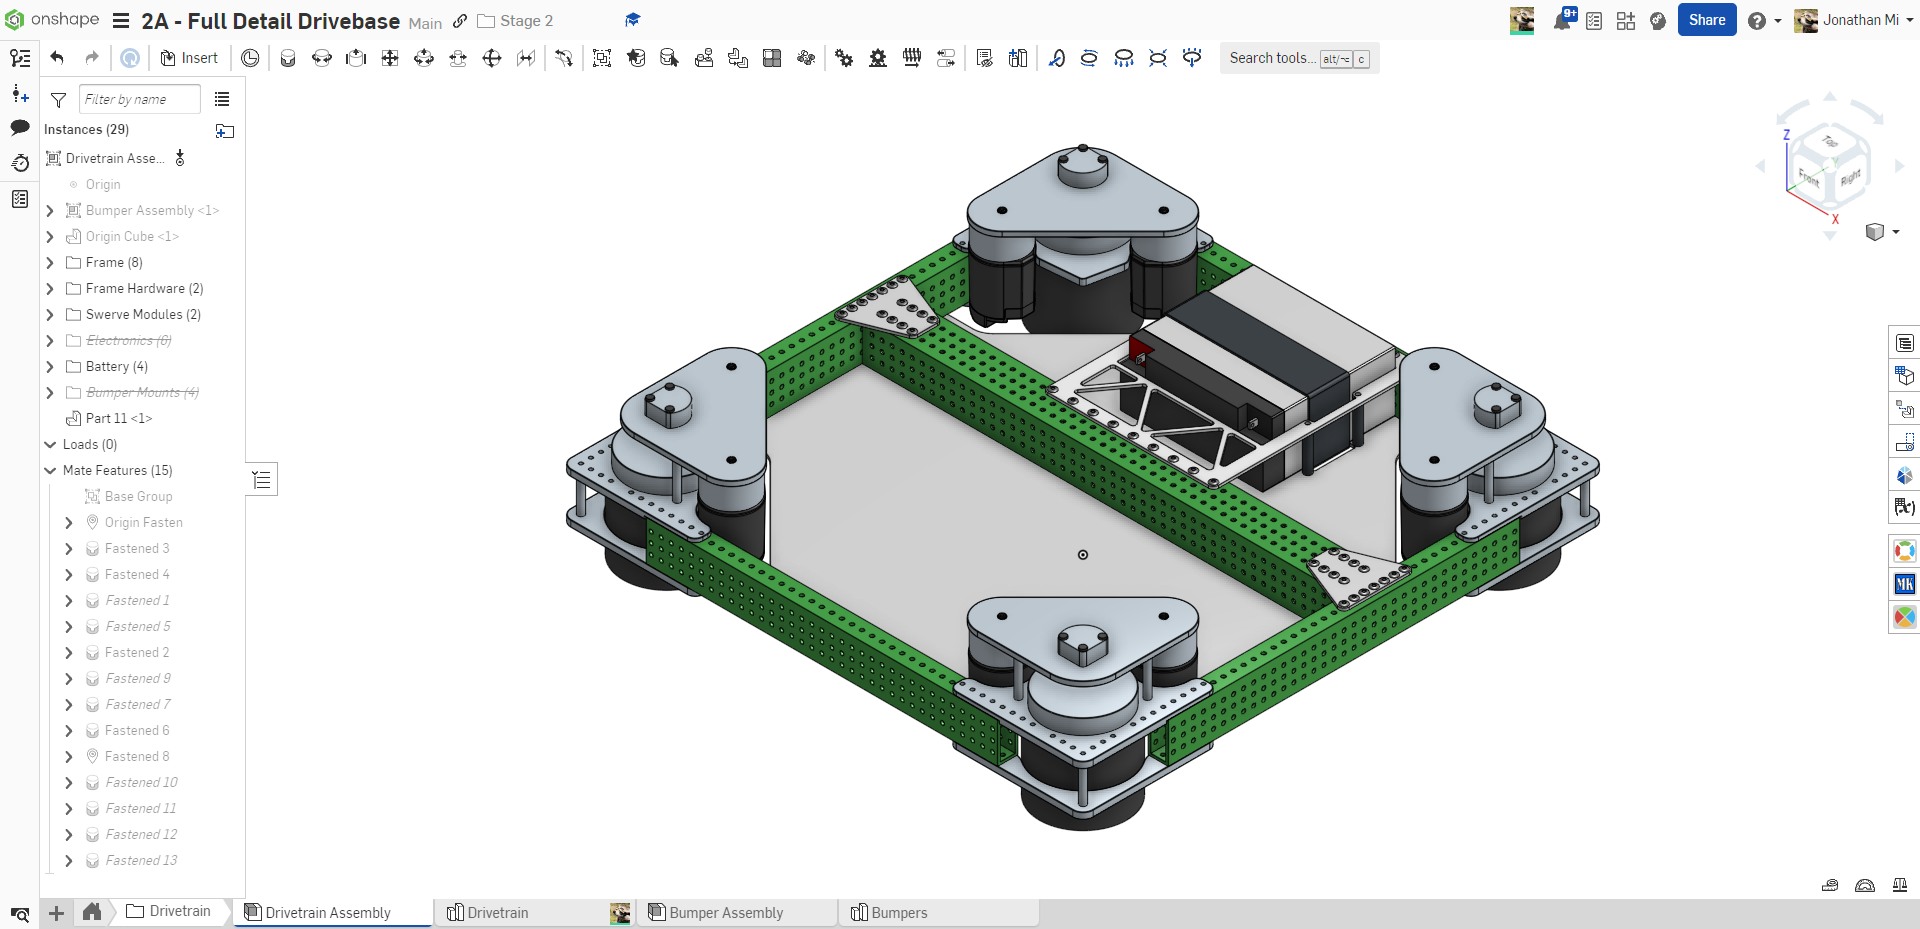 onshape
2A - Full Detail Drivebase Main Stage 2
9+
Share
Jonathan Mi
Insert
Search tools... alt/⌥ c
Filter by name
Instances (29)
Drivetrain Asse...
Origin
Bumper Assembly <1>
Origin Cube <1>
Frame (8)
Frame Hardware (2)
Swerve Modules (2)
Electronics (6)
Battery (4)
Bumper Mounts (4)
Part 11 <1>
Loads (0)
Mate Features (15)
Base Group
Origin Fasten
Fastened 3
Fastened 4
Fastened 1
Fastened 5
Fastened 2
Fastened 9
Fastened 7
Fastened 6
Fastened 8
Fastened 10
Fastened 11
Fastened 12
Fastened 13
Z
Top
Front
Right
X
MK
Drivetrain
Drivetrain Assembly
Drivetrain
Bumper Assembly
Bumpers